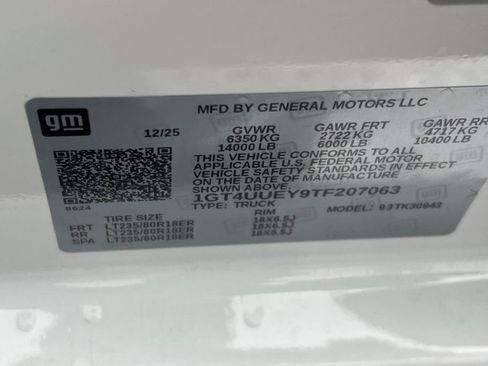 gm
MFD BY GENERAL MOTORS LLC
12/25 GVWR GAWR FRT GAWR RR
6350 KG 2722 KG 4717 KG
14000 LB 6000 LB 10400 LB
THIS VEHICLE CONFORMS TO ALL
APPLICABLE U.S. FEDERAL MOTOR
VEHICLE SAFETY STANDARDS IN EFFECT
ON THE DATE OF MANUFACTURE
SHOWN ABOVE
1GT4UUEY9TF207063
TYPE: TRUCK MODEL: 93TK30943
8624
TIRE SIZE RIM
FRT LT235/80R18ER 18X6.5J
RR LT235/80R18ER 18X6.5J
SPA LT235/80R18ER 18X6.5J